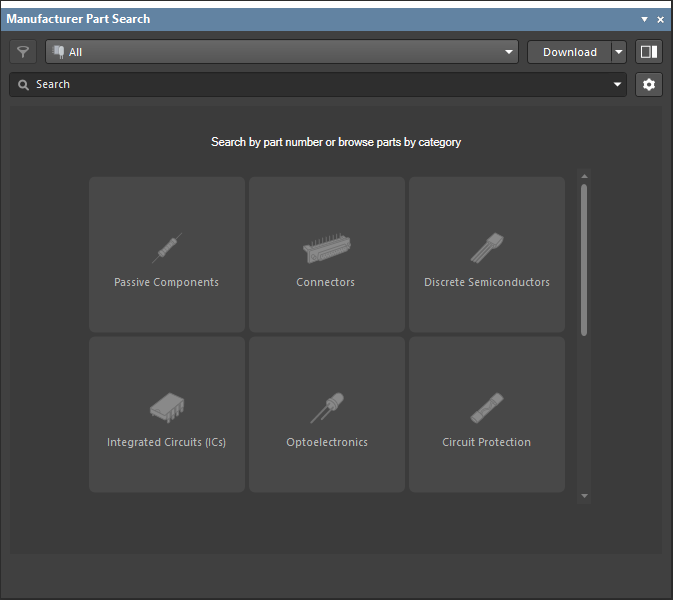 Manufacturer Part Search
All
Download
Search
Search by part number or browse parts by category
Passive Components
Connectors
Discrete Semiconductors
Integrated Circuits (ICs)
Optoelectronics
Circuit Protection